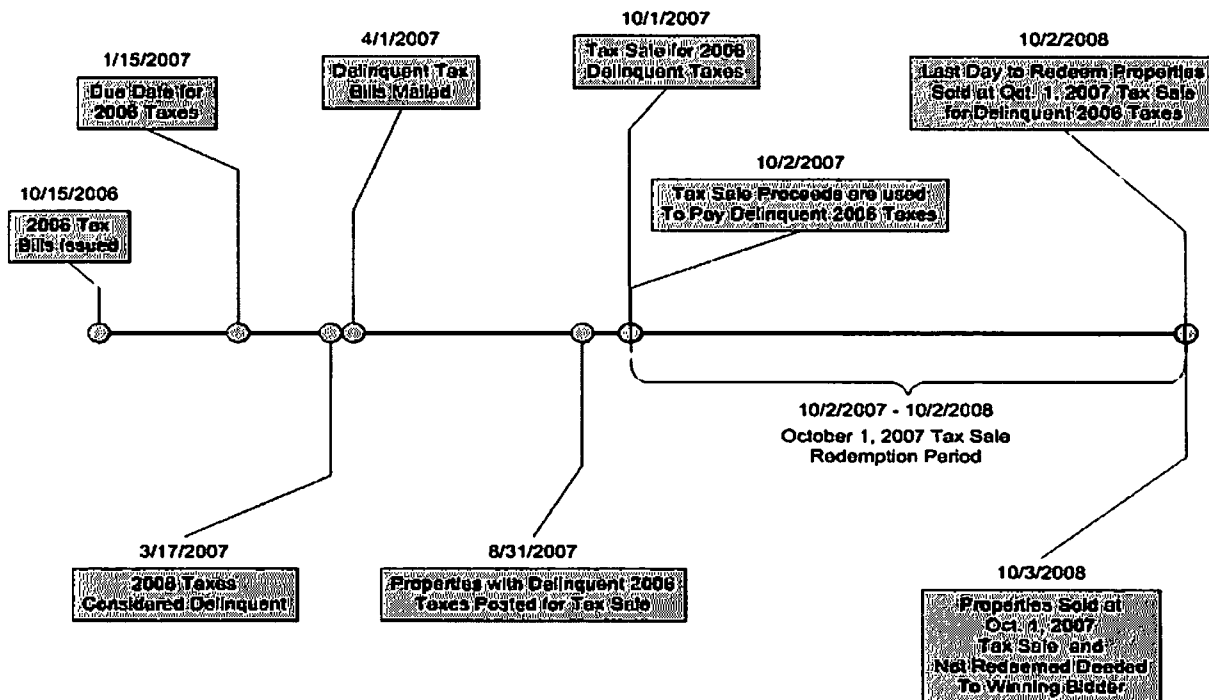 10/15/2006
2006 Tax
Bills Issued
1/15/2007
Due Date for
2006 Taxes
3/17/2007
2006 Taxes
Considered Delinquent
4/1/2007
Delinquent Tax
Bills Mailed
8/31/2007
Properties with Delinquent 2006
Taxes Posted for Tax Sale
10/1/2007
Tax Sale for 2006
Delinquent Taxes
10/2/2007
Tax Sale Proceeds are used
To Pay Delinquent 2006 Taxes
10/2/2007 - 10/2/2008
October 1, 2007 Tax Sale
Redemption Period
10/2/2008
Last Day to Redeem Properties
Sold at Oct. 1, 2007 Tax Sale
for Delinquent 2006 Taxes
10/3/2008
Properties Sold at
Oct. 1, 2007
Tax Sale and
Not Redeemed Deeded
To Winning Bidder